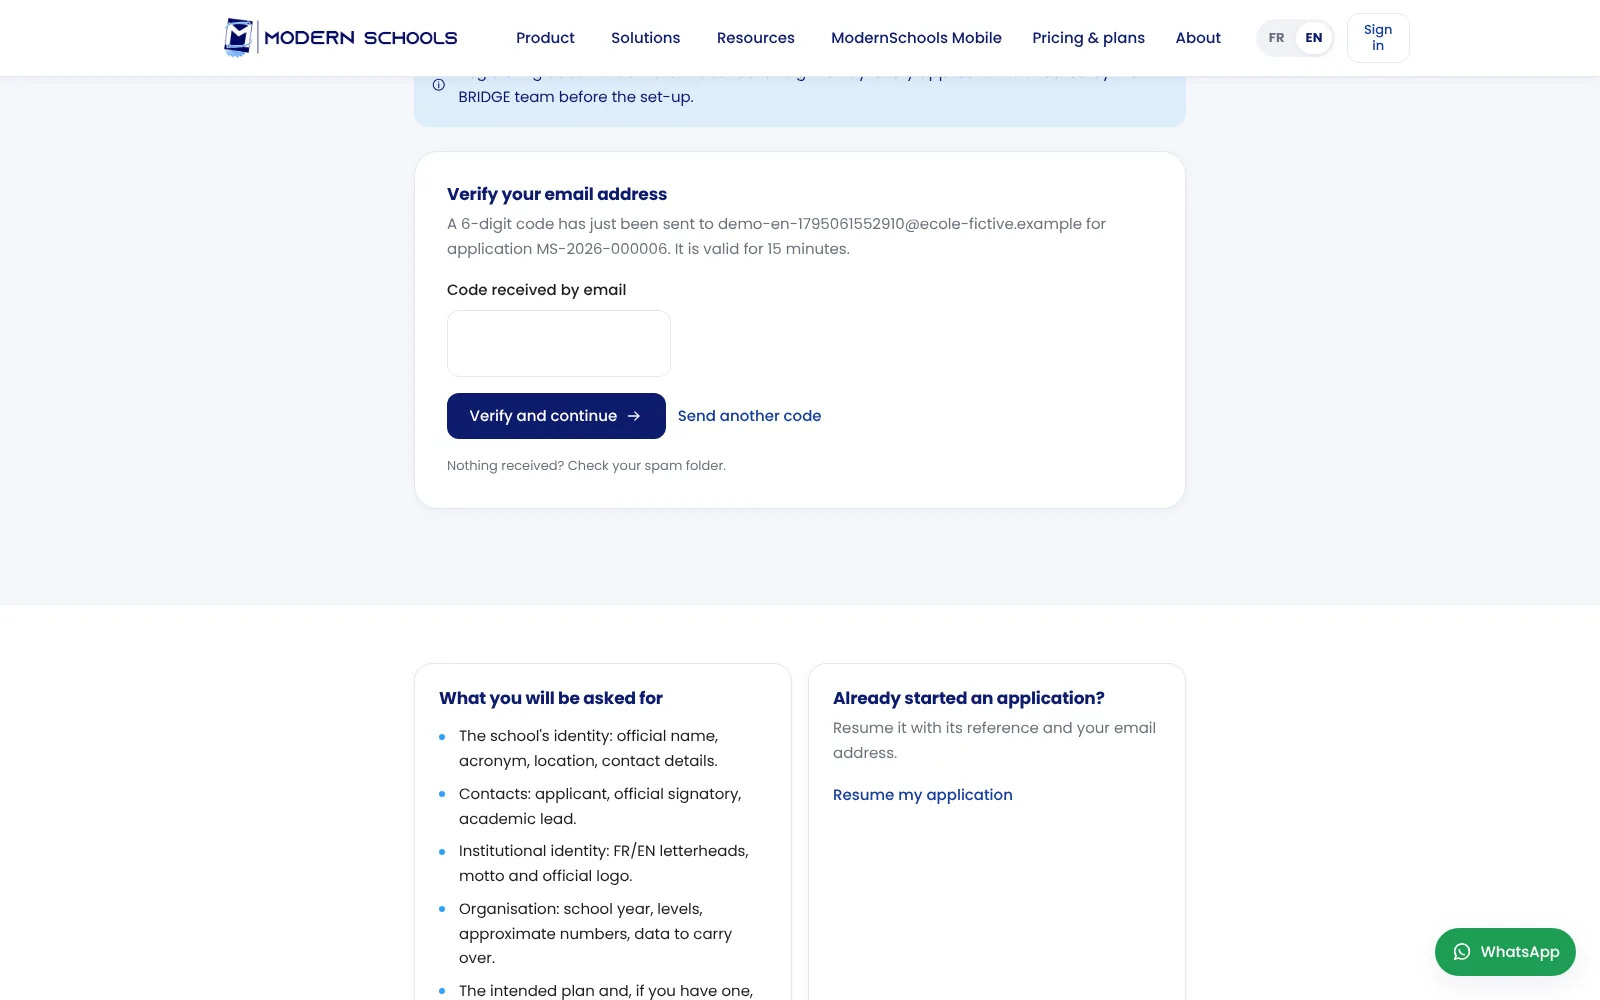 MODERN SCHOOLS
Product
Solutions
Resources
ModernSchools Mobile
Pricing & plans
About
FR
EN
Sign
in
BRIDGE team before the set-up.
Verify your email address
A 6-digit code has just been sent to demo-en-1795061552910@ecole-fictive.example for
application MS-2026-000006. It is valid for 15 minutes.
Code received by email
Verify and continue →
Send another code
Nothing received? Check your spam folder.
What you will be asked for
The school's identity: official name,
acronym, location, contact details.
Contacts: applicant, official signatory,
academic lead.
Institutional identity: FR/EN letterheads,
motto and official logo.
Organisation: school year, levels,
approximate numbers, data to carry
over.
The intended plan and, if you have one,
Already started an application?
Resume it with its reference and your email
address.
Resume my application
WhatsApp